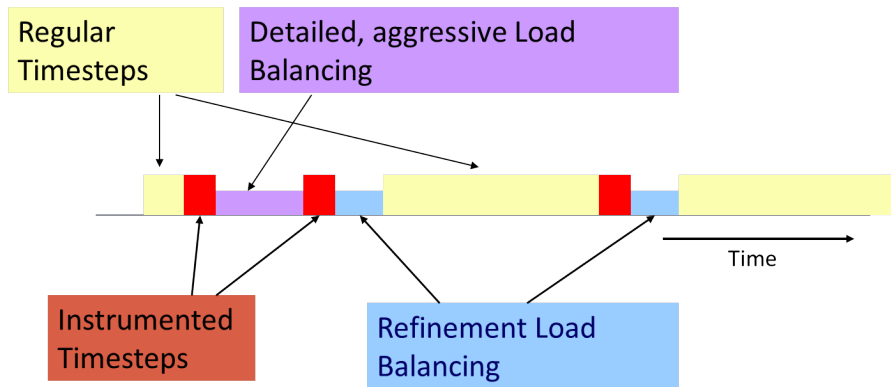 Regular
Timesteps
Detailed, aggressive Load
Balancing
Time
Instrumented
Timesteps
Refinement Load
Balancing